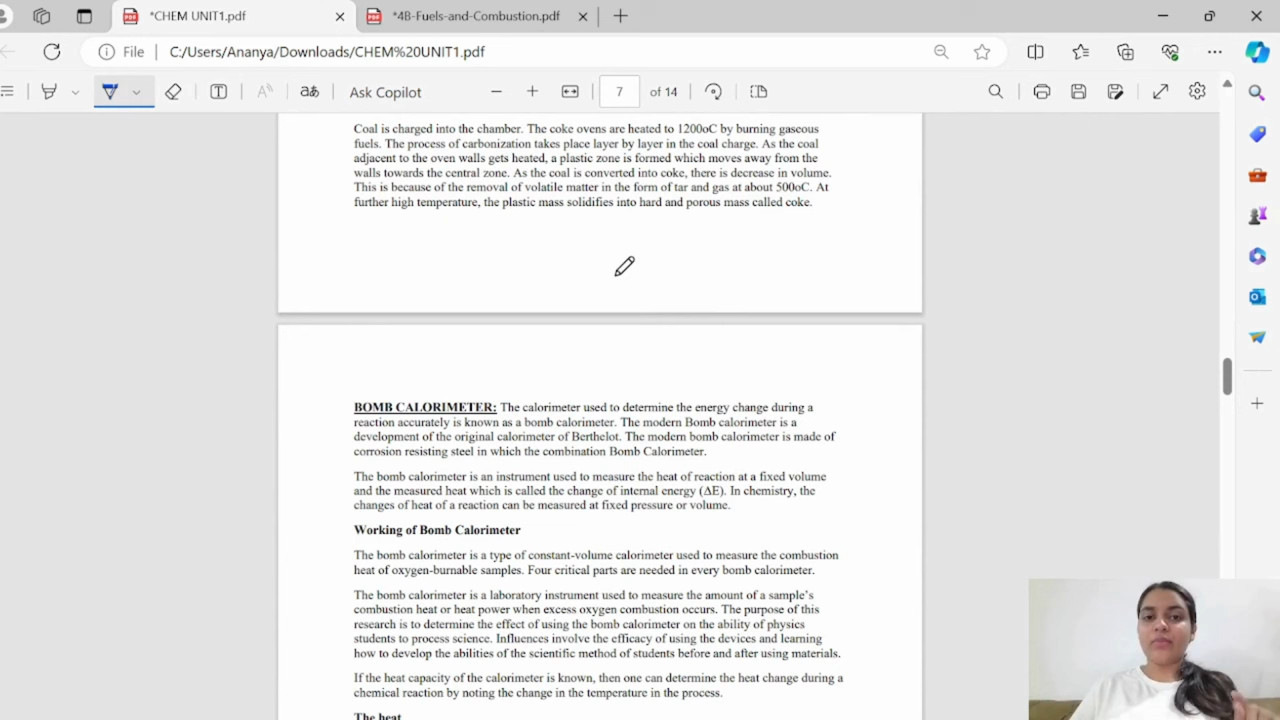 *CHEM UNIT1.pdf
*4B-Fuels-and-Combustion.pdf
File
C:/Users/Ananya/Downloads/CHEM%20UNIT1.pdf
Ask Copilot
7 of 14
Coal is charged into the chamber. The coke ovens are heated to 1200oC by burning gaseous
fuels. The process of carbonization takes place layer by layer in the coal charge. As the coal
adjacent to the oven walls gets heated, a plastic zone is formed which moves away from the
walls towards the central zone. As the coal is converted into coke, there is decrease in volume.
This is because of the removal of volatile matter in the form of tar and gas at about 500oC. At
further high temperature, the plastic mass solidifies into hard and porous mass called coke.
BOMB CALORIMETER: The calorimeter used to determine the energy change during a
reaction accurately is known as a bomb calorimeter. The modern Bomb calorimeter is a
development of the original calorimeter of Berthelot. The modern bomb calorimeter is made of
corrosion resisting steel in which the combination Bomb Calorimeter.
The bomb calorimeter is an instrument used to measure the heat of reaction at a fixed volume
and the measured heat which is called the change of internal energy (ΔE). In chemistry, the
changes of heat of a reaction can be measured at fixed pressure or volume.
Working of Bomb Calorimeter
The bomb calorimeter is a type of constant-volume calorimeter used to measure the combustion
heat of oxygen-burnable samples. Four critical parts are needed in every bomb calorimeter.
The bomb calorimeter is a laboratory instrument used to measure the amount of a sample's
combustion heat or heat power when excess oxygen combustion occurs. The purpose of this
research is to determine the effect of using the bomb calorimeter on the ability of physics
students to process science. Influences involve the efficacy of using the devices and learning
how to develop the abilities of the scientific method of students before and after using materials.
If the heat capacity of the calorimeter is known, then one can determine the heat change during a
chemical reaction by noting the change in the temperature in the process.
The heat